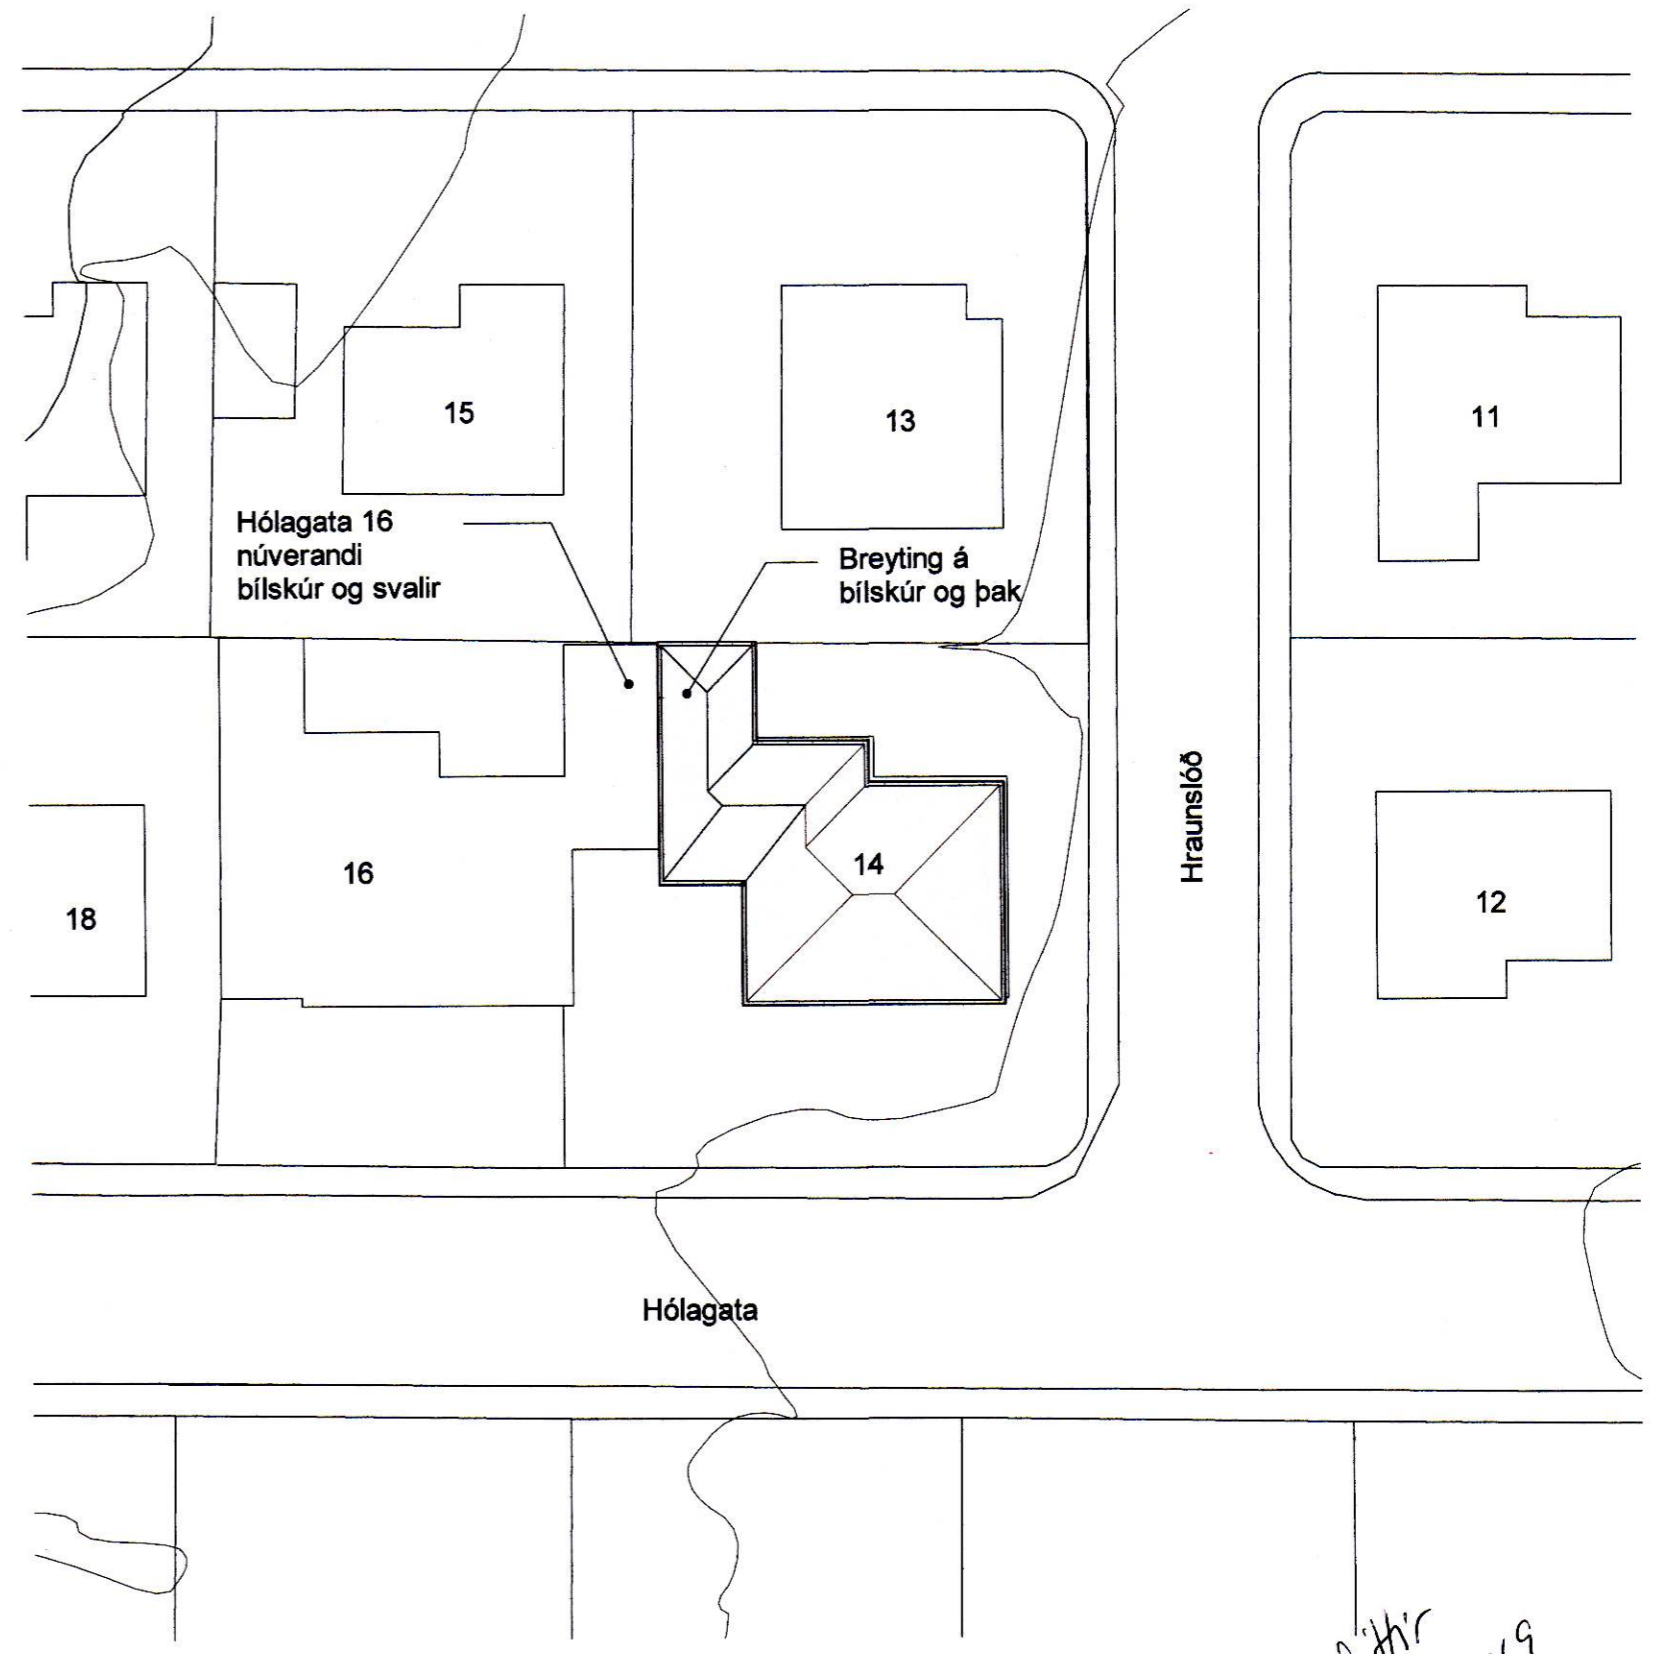 15
13
11
Hólagata 16
núverandi
bílskúr og svalir
Breyting á
bílskúr og þak
Hraunslóð
16
14
18
12
Hólagata